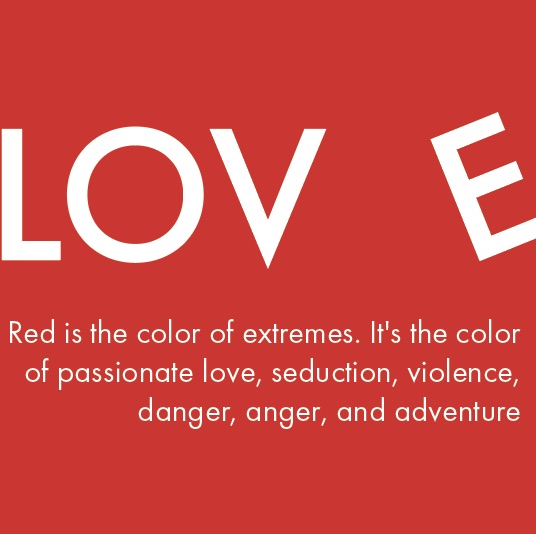 LOV E
Red is the color of extremes. It's the color
of passionate love, seduction, violence,
danger, anger, and adventure